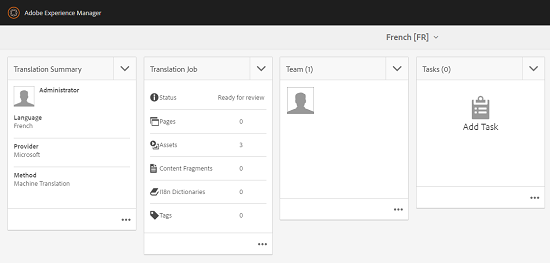 Adobe Experience Manager
French [FR]
Translation Summary
Administrator
Language
French
Provider
Microsoft
Method
Machine Translation
Translation Job
Status Ready for review
Pages 0
Assets 3
Content Fragments 0
I18n Dictionaries 0
Tags 0
Team (1)
Tasks (0)
Add Task